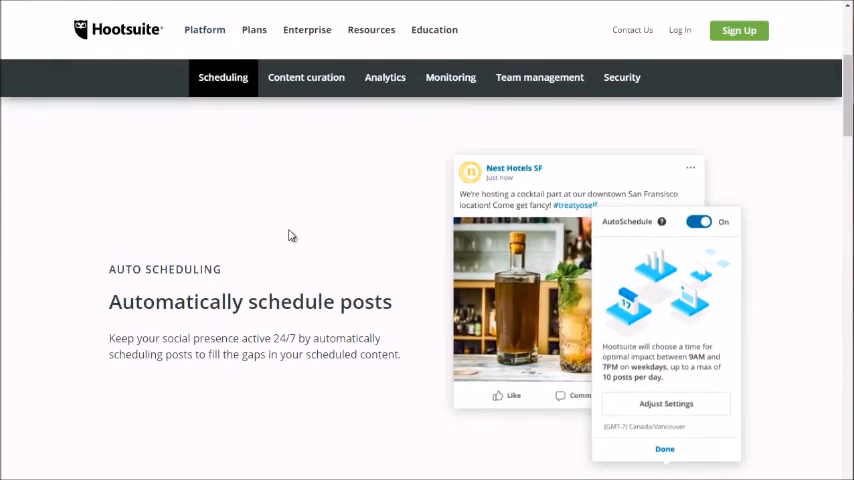 Hootsuite®
Platform Plans Enterprise Resources Education
Contact Us Log In Sign Up
Scheduling Content curation Analytics Monitoring Team management Security
AUTO SCHEDULING
Automatically schedule posts
Keep your social presence active 24/7 by automatically
scheduling posts to fill the gaps in your scheduled content.
n
Nest Hotels SF
Just now
We're hosting a cocktail part at our downtown San Francisco
location! Come get fancy! #treatyoself
Like
Comm
AutoSchedule ? On
Hootsuite will choose a time for
optimal impact between 9AM and
7PM on weekdays, up to a max of
10 posts per day.
Adjust Settings
(GMT-7) Canada/Vancouver
Done